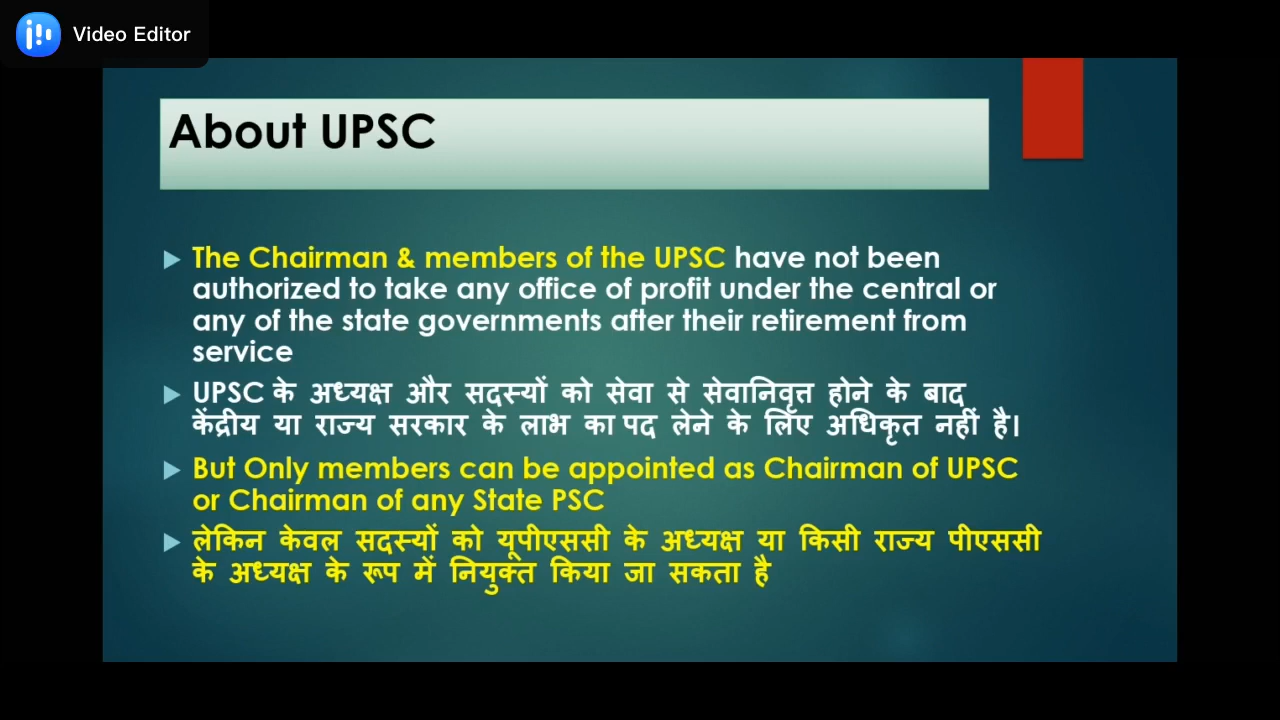 Video Editor
About UPSC
The Chairman & members of the UPSC have not been
authorized to take any office of profit under the central or
any of the state governments after their retirement from
service
UPSC के अध्यक्ष और सदस्यों को सेवा से सेवानिवृत्त होने के बाद
केंद्रीय या राज्य सरकार के लाभ का पद लेने के लिए अधिकृत नहीं है।
But Only members can be appointed as Chairman of UPSC
or Chairman of any State PSC
लेकिन केवल सदस्यों को यूपीएससी के अध्यक्ष या किसी राज्य पीएससी
के अध्यक्ष के रूप में नियुक्त किया जा सकता है